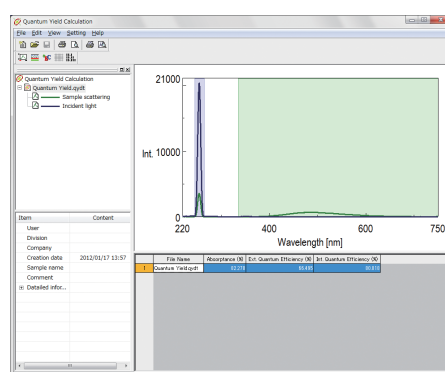 Quantum Yield Calculation
File Edit View Setting Help
Quantum Yield Calculation
Quantum Yield.qydt
Sample scattaring
Incident light
21000
Int. 10000
0
220 400 600 750
Wavelength [nm]
Item Content
User
Division
Company
Creation date 2012/01/17 13:57
Sample name
Comment
Detailed infor...
File Name Absorptance (%) Ext. Quantum Efficiency (%) Int. Quantum Efficiency (%)
1 Quantum Yield.qydt